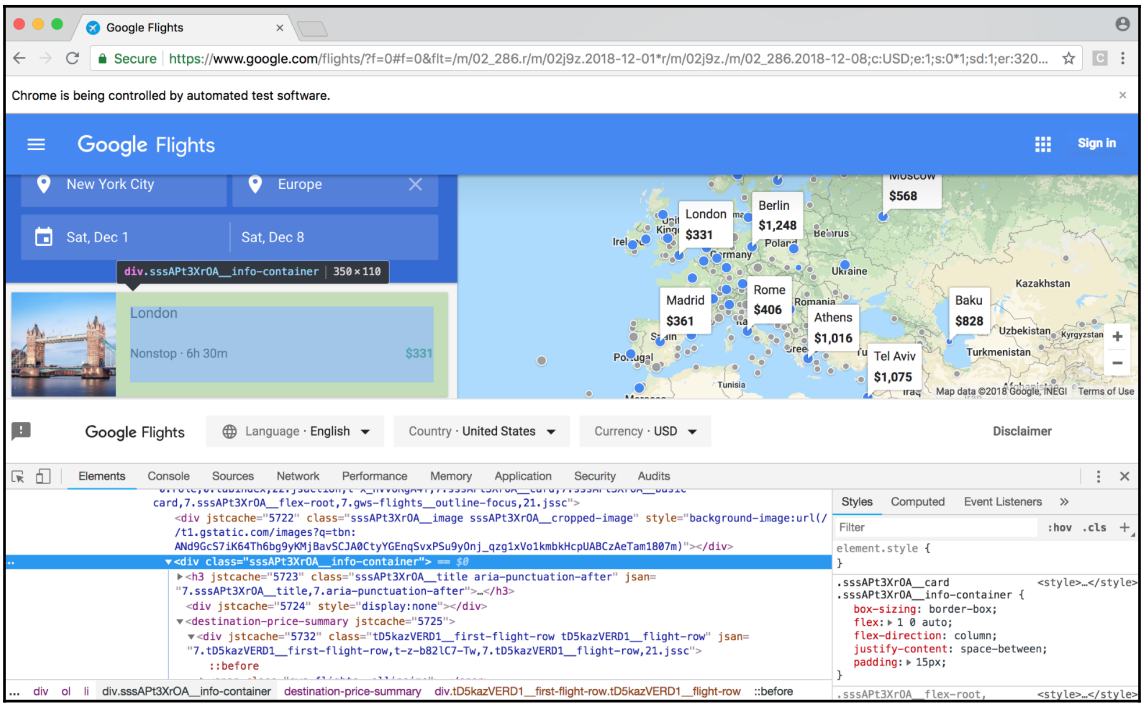 Google Flights
Secure https://www.google.com/flights/?f=0#f=0&flt=/m/02_286.r/m/02j9z.2018-12-01*r/m/02j9z./m/02_286.2018-12-08;c:USD;e:1;s:0*1;sd:1;er:320...
C
Chrome is being controlled by automated test software.
Google Flights
Sign in
New York City
Europe
Sat, Dec 1
Sat, Dec 8
div.sssAPt3XrOA__info-container 350×110
London
Nonstop · 6h 30m
$331
Moscow
$568
London
$331
Berlin
$1,248
Belarus
Poland
Ukraine
Kazakhstan
Madrid
$361
Rome
$406
Romania
Athens
$1,016
Baku
$828
Uzbekistan
Kyrgyzstan
Tel Aviv
$1,075
Turkmenistan
Portugal
Tunisia
Map data ©2018 Google, INEGI Terms of Use
Google Flights
Language · English
Country · United States
Currency · USD
Disclaimer
Elements Console Sources Network Performance Memory Application Security Audits
card,7.sssAPt3XrOA__flex-root,7.gws-flights__outline-focus,21.jssc">
<div jstcache="5722" class="sssAPt3XrOA__image sssAPt3XrOA__cropped-image" style="background-image:url(/
/t1.gstatic.com/images?q=tbn:
ANd9GcS7iK64Th6bg9yKMjBavSCJA0CtyYGEnqSvxPSu9yOnj_qzg1xVo1kmbkHcpUABCzAeTam1807m)"></div>
<div class="sssAPt3XrOA__info-container"> == $0
<h3 jstcache="5723" class="sssAPt3XrOA__title aria-punctuation-after" jsan=
"7.sssAPt3XrOA__title,7.aria-punctuation-after">…</h3>
<div jstcache="5724" style="display:none"></div>
<destination-price-summary jstcache="5725">
<div jstcache="5732" class="tD5kazVERD1__first-flight-row tD5kazVERD1__flight-row" jsan=
"7.tD5kazVERD1__first-flight-row,t-z-b82lC7-Tw,7.tD5kazVERD1__flight-row,21.jssc">
::before
... div ol li div.sssAPt3XrOA__info-container destination-price-summary div.tD5kazVERD1__first-flight-row.tD5kazVERD1__flight-row ::before
Styles Computed Event Listeners »
Filter :hov .cls +
element.style {
}
.sssAPt3XrOA__card <style>…</style>
.sssAPt3XrOA__info-container {
box-sizing: border-box;
flex: 1 0 auto;
flex-direction: column;
justify-content: space-between;
padding: 15px;
}
.sssAPt3XrOA__flex-root, <style>…</style>